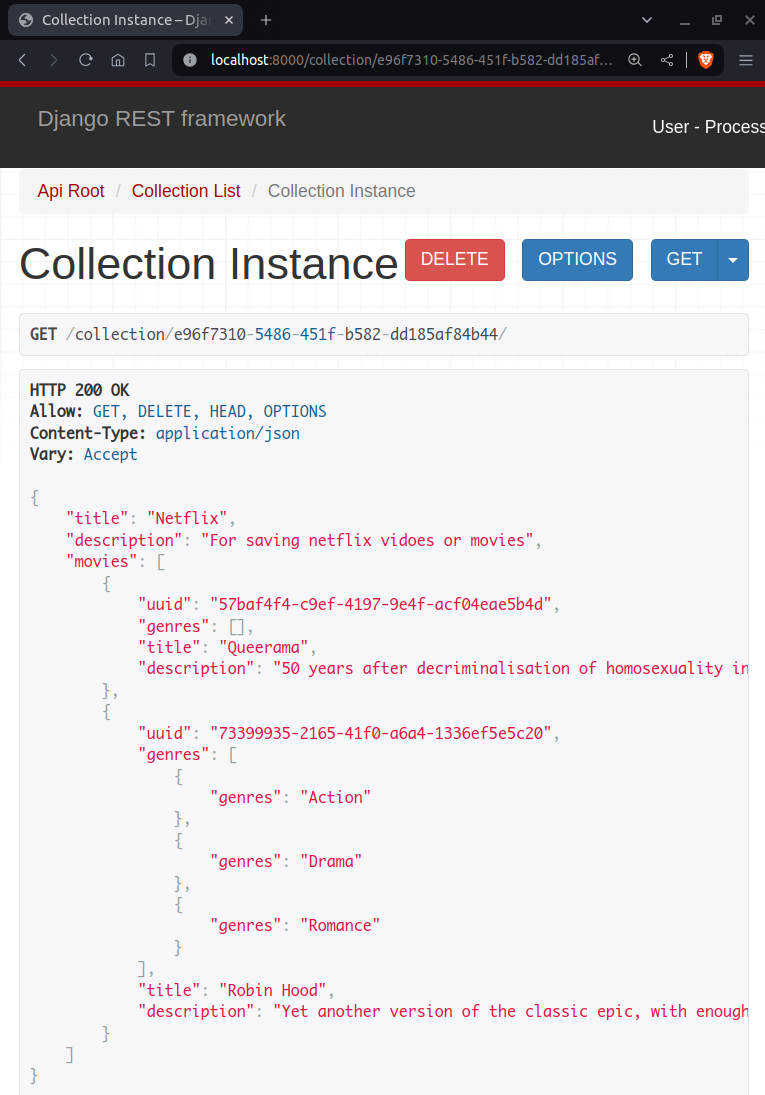 Collection Instance – Dja
localhost:8000/collection/e96f7310-5486-451f-b582-dd185af…
Django REST framework
User - Process
Api Root / Collection List / Collection Instance
Collection Instance DELETE OPTIONS GET
GET /collection/e96f7310-5486-451f-b582-dd185af84b44/
HTTP 200 OK
Allow: GET, DELETE, HEAD, OPTIONS
Content-Type: application/json
Vary: Accept
{
"title": "Netflix",
"description": "For saving netflix vidoes or movies",
"movies": [
{
"uuid": "57baf4f4-c9ef-4197-9e4f-acf04eae5b4d",
"genres": [],
"title": "Queerama",
"description": "50 years after decriminalisation of homosexuality in
},
{
"uuid": "73399935-2165-41f0-a6a4-1336ef5e5c20",
"genres": [
{
"genres": "Action"
},
{
"genres": "Drama"
},
{
"genres": "Romance"
}
],
"title": "Robin Hood",
"description": "Yet another version of the classic epic, with enough
}
]
}